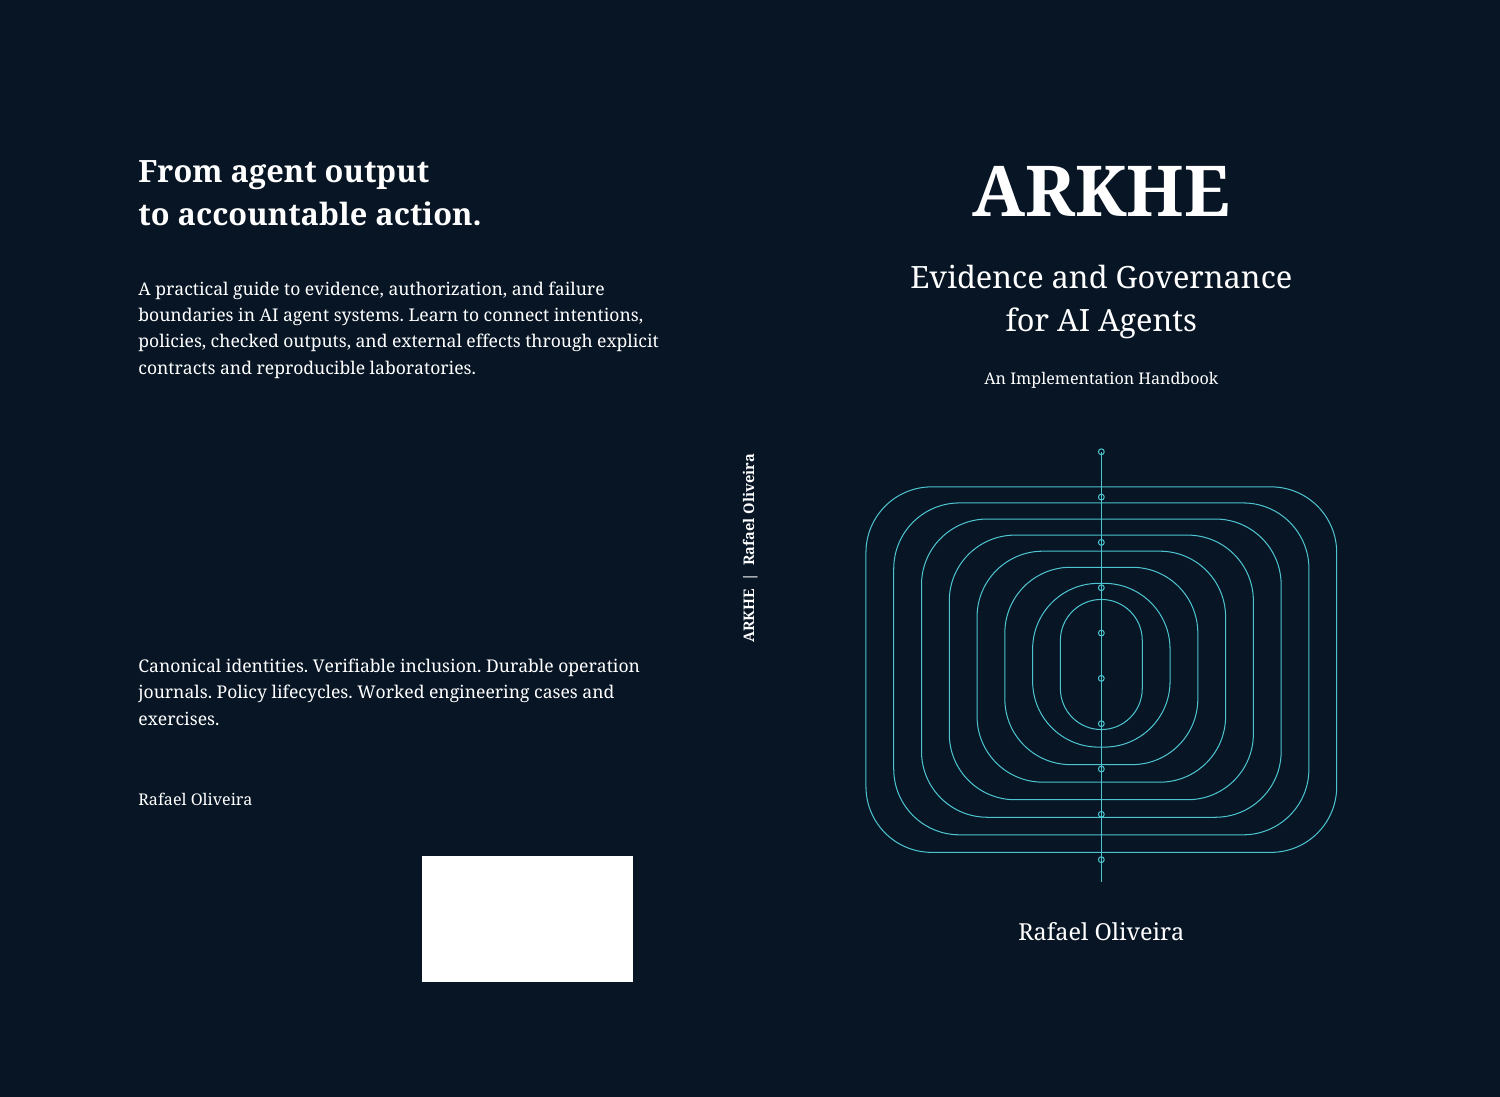 From agent output
to accountable action.
A practical guide to evidence, authorization, and failure
boundaries in AI agent systems. Learn to connect intentions,
policies, checked outputs, and external effects through explicit
contracts and reproducible laboratories.
Canonical identities. Verifiable inclusion. Durable operation
journals. Policy lifecycles. Worked engineering cases and
exercises.
Rafael Oliveira
ARKHE | Rafael Oliveira
ARKHE
Evidence and Governance
for AI Agents
An Implementation Handbook
Rafael Oliveira